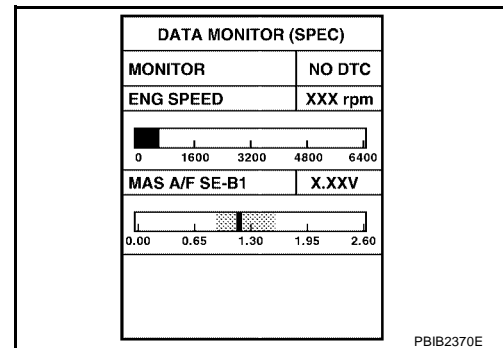 DATA MONITOR (SPEC)
MONITOR NO DTC
ENG SPEED XXX rpm
0 1600 3200 4800 6400
MAS A/F SE-B1 X.XXV
0.00 0.65 1.30 1.95 2.60
PBIB2370E